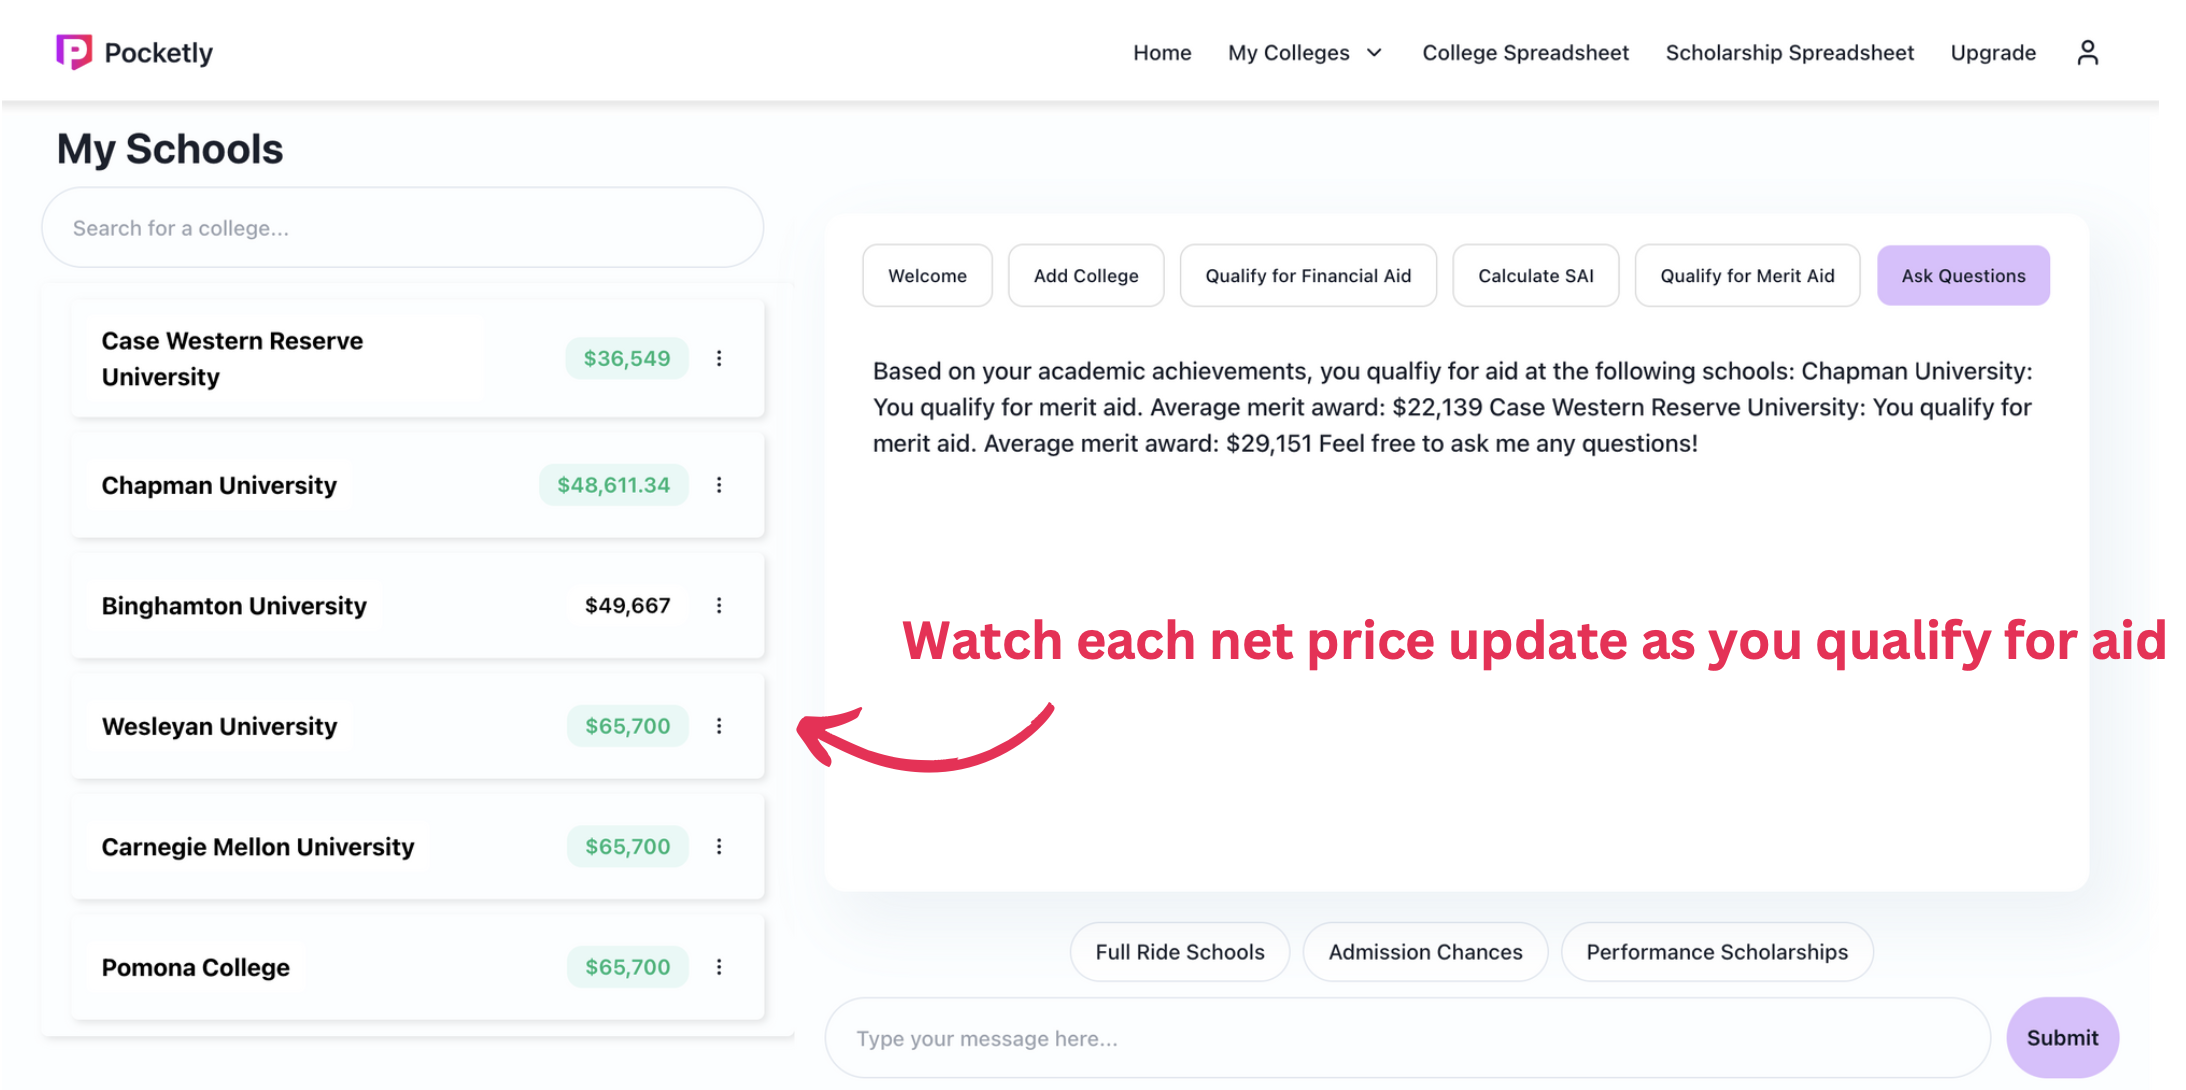 Pocketly
Home My Colleges College Spreadsheet Scholarship Spreadsheet Upgrade
My Schools
Search for a college...
Case Western Reserve
University
$36,549
Chapman University
$48,611.34
Binghamton University
$49,667
Wesleyan University
$65,700
Carnegie Mellon University
$65,700
Pomona College
$65,700
Welcome Add College Qualify for Financial Aid Calculate SAI Qualify for Merit Aid Ask Questions
Based on your academic achievements, you qualfiy for aid at the following schools: Chapman University:
You qualify for merit aid. Average merit award: $22,139 Case Western Reserve University: You qualify for
merit aid. Average merit award: $29,151 Feel free to ask me any questions!
Watch each net price update as you qualify for aid
Full Ride Schools Admission Chances Performance Scholarships
Type your message here...
Submit